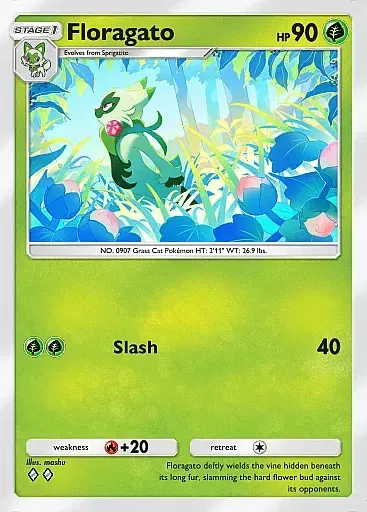 STAGE 1 Floragato HP 90
Evolves from Sprigatito
NO. 0907 Grass Cat Pokémon HT: 2'11" WT: 26.9 lbs.
Slash 40
weakness +20 retreat
Illus. mashu
Floragato deftly wields the vine hidden beneath
its long fur, slamming the hard flower bud against
its opponents.